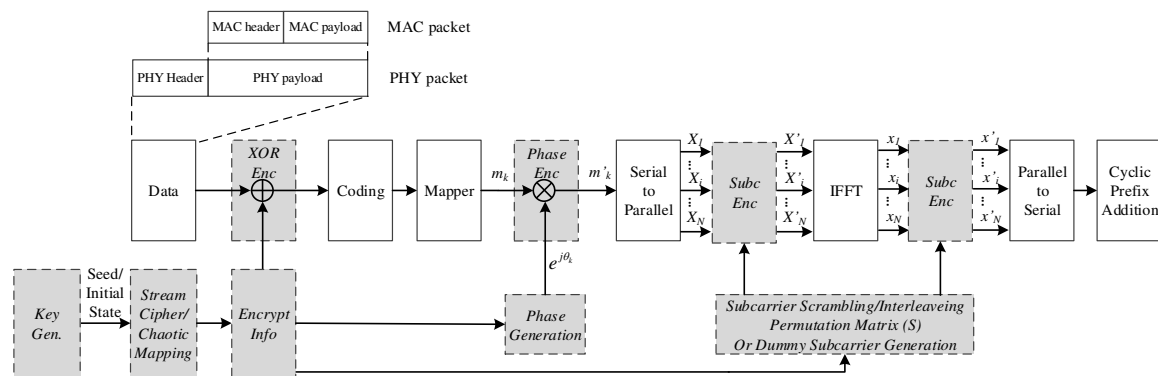 MAC header MAC payload MAC packet
PHY Header PHY payload PHY packet
XOR
Enc
Phase
Enc
Data
Coding
Mapper
m_k
m'_k
Serial
to
Parallel
X_1
X_i
X_N
Subc
Enc
X'_1
X'_i
X'_N
IFFT
x_1
x_i
x_N
Subc
Enc
x'_1
x'_i
x'_N
Parallel
to
Serial
Cyclic
Prefix
Addition
e^{jθ_k}
Key
Gen.
Seed/
Initial
State
Stream
Cipher/
Chaotic
Mapping
Encrypt
Info
Phase
Generation
Subcarrier Scrambling/Interleaveing
Permutation Matrix (S)
Or Dummy Subcarrier Generation